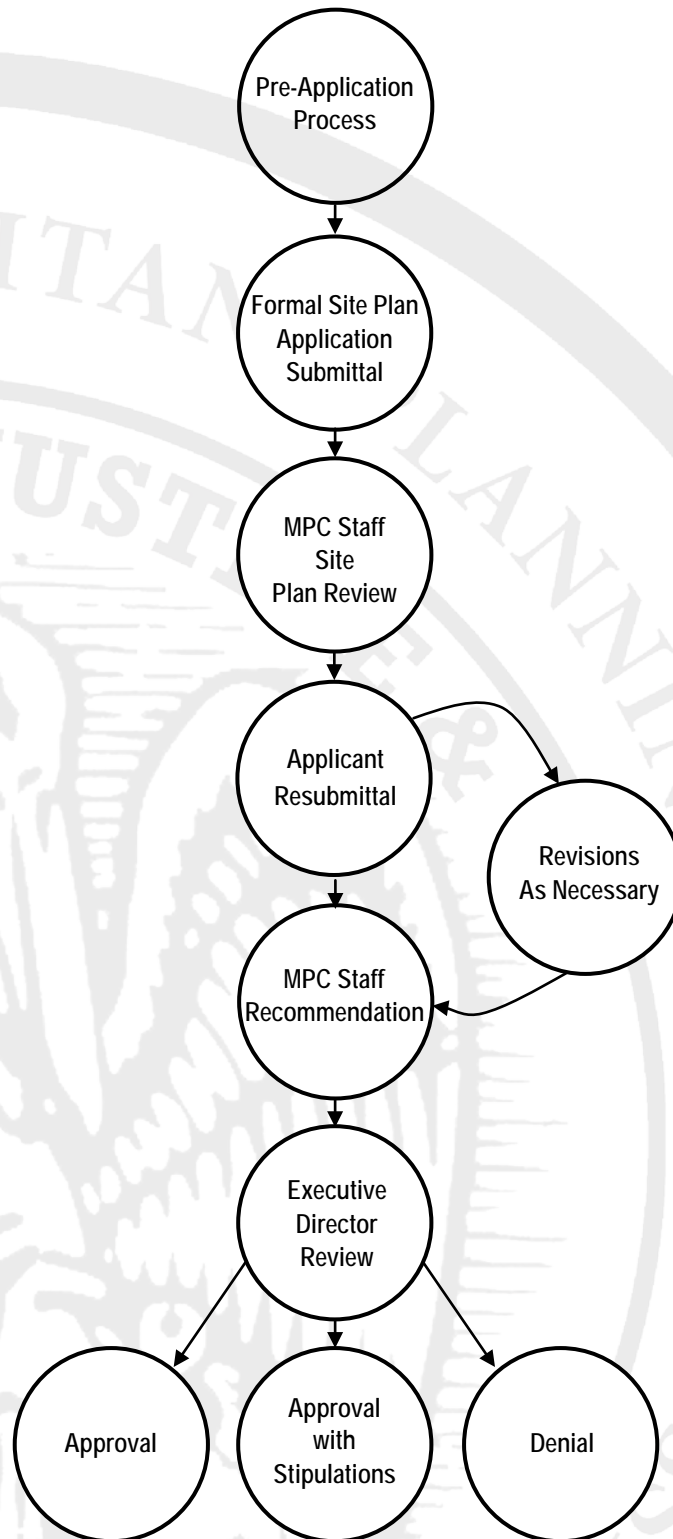 Pre-Application
Process
Formal Site Plan
Application
Submittal
MPC Staff
Site
Plan Review
Applicant
Resubmittal
Revisions
As Necessary
MPC Staff
Recommendation
Executive
Director
Review
Approval
Approval
with
Stipulations
Denial